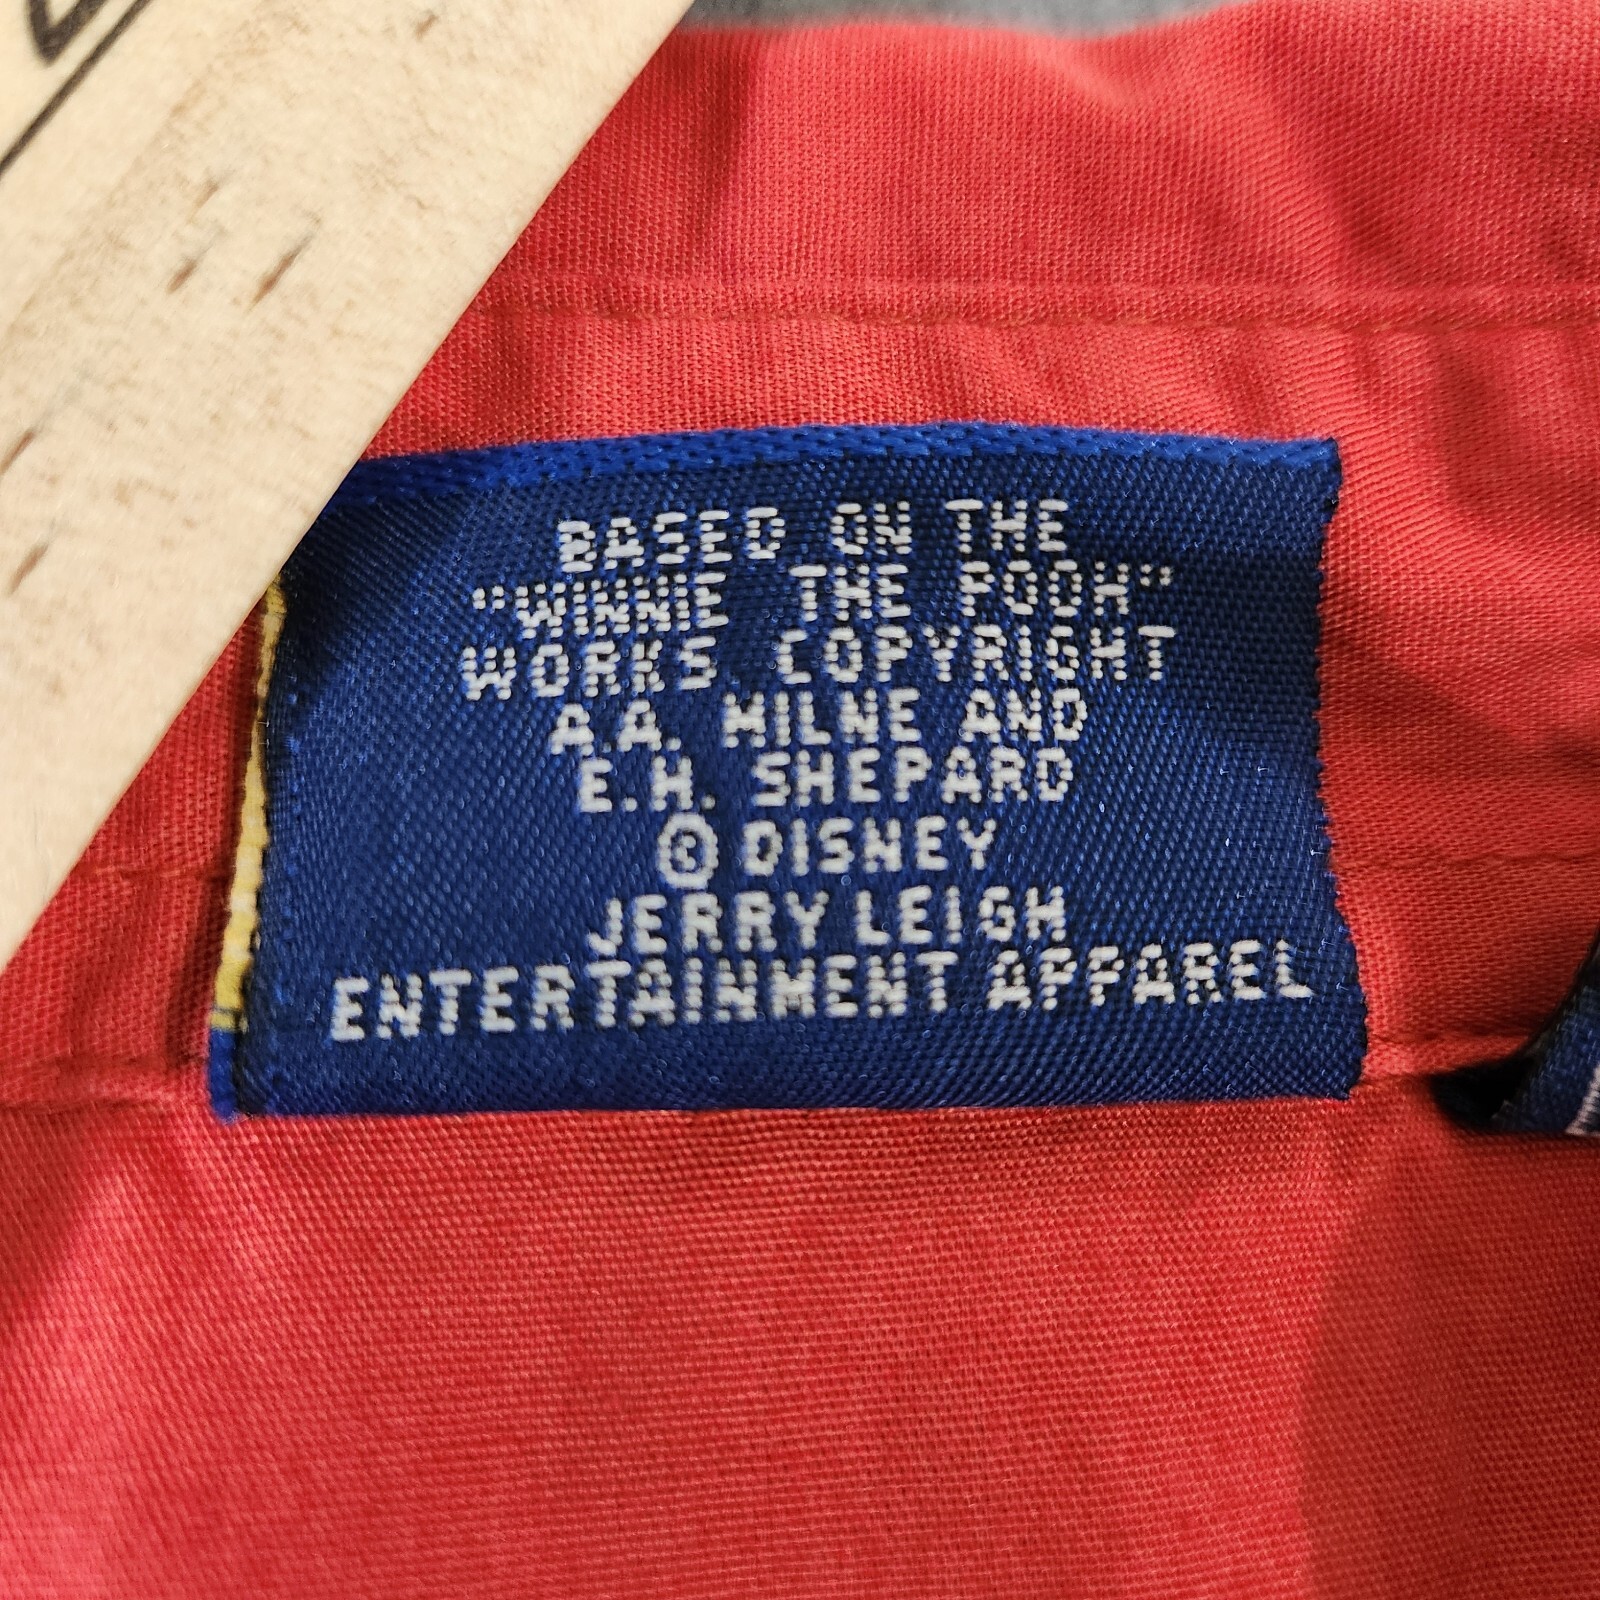 BASED ON THE
"WINNIE THE POOH"
WORKS COPYRIGHT
A.A. MILNE AND
E.H. SHEPARD
© DISNEY
JERRY LEIGH
ENTERTAINMENT APPAREL